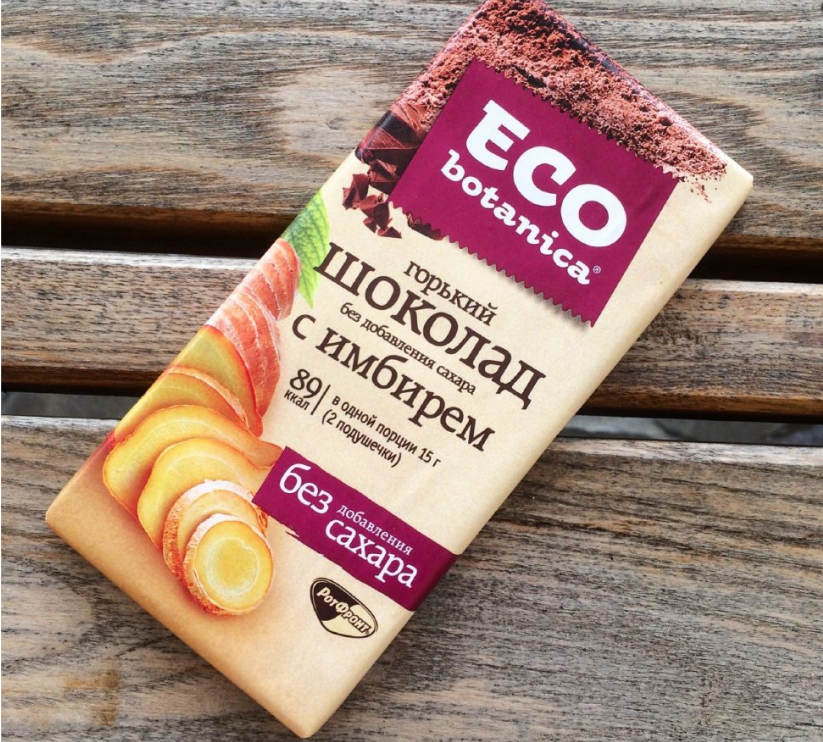 ECO
botanica®
горький
шоколад
без добавления сахара
с имбирем
89
ккал
в одной порции 15 г
(2 подушечки)
без
добавления
сахара
РотФронт